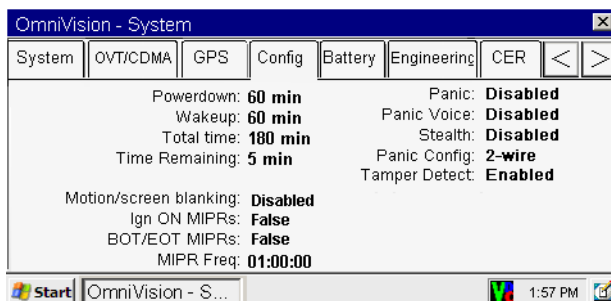 OmniVision - System
System OVT/CDMA GPS Config Battery Engineering CER < >
Powerdown: 60 min
Wakeup: 60 min
Total time: 180 min
Time Remaining: 5 min
Motion/screen blanking: Disabled
Ign ON MIPRs: False
BOT/EOT MIPRs: False
MIPR Freq: 01:00:00
Panic: Disabled
Panic Voice: Disabled
Stealth: Disabled
Panic Config: 2-wire
Tamper Detect: Enabled
Start OmniVision - S... 1:57 PM